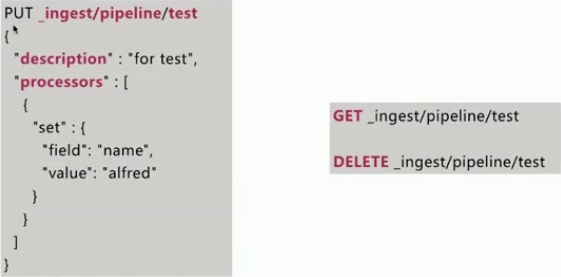 PUT _ingest/pipeline/test
{
"description" : "for test",
"processors" : [
{
"set" : {
"field": "name",
"value": "alfred"
}
}
]
}
GET _ingest/pipeline/test
DELETE _ingest/pipeline/test